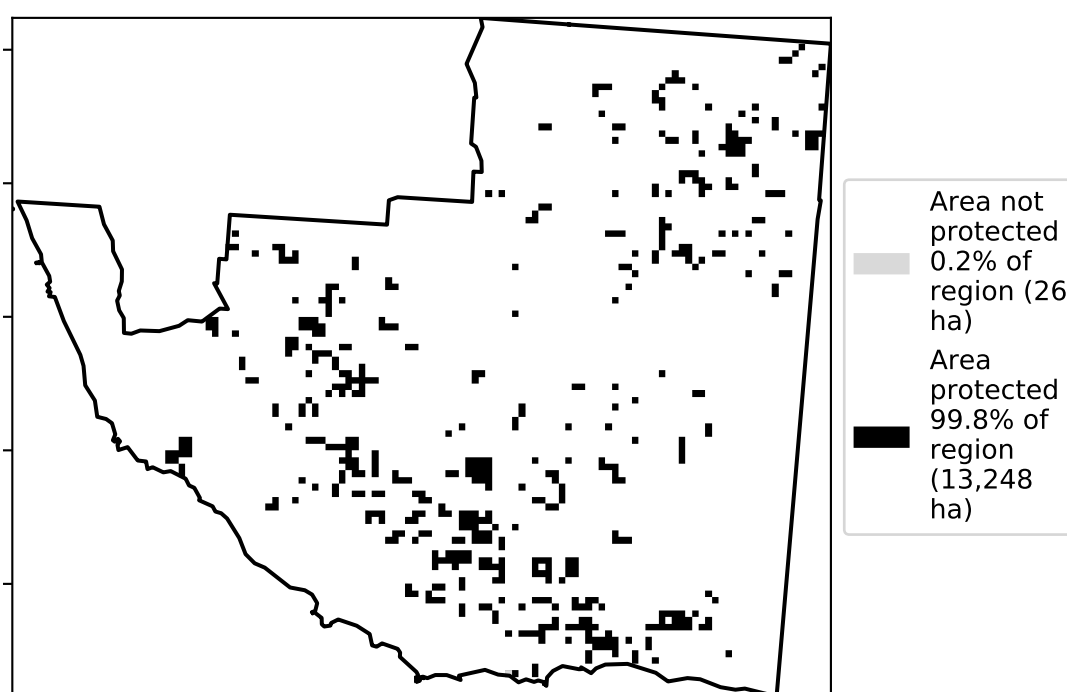 Area not
protected
0.2% of
region (26
ha)
Area
protected
99.8% of
region
(13,248
ha)